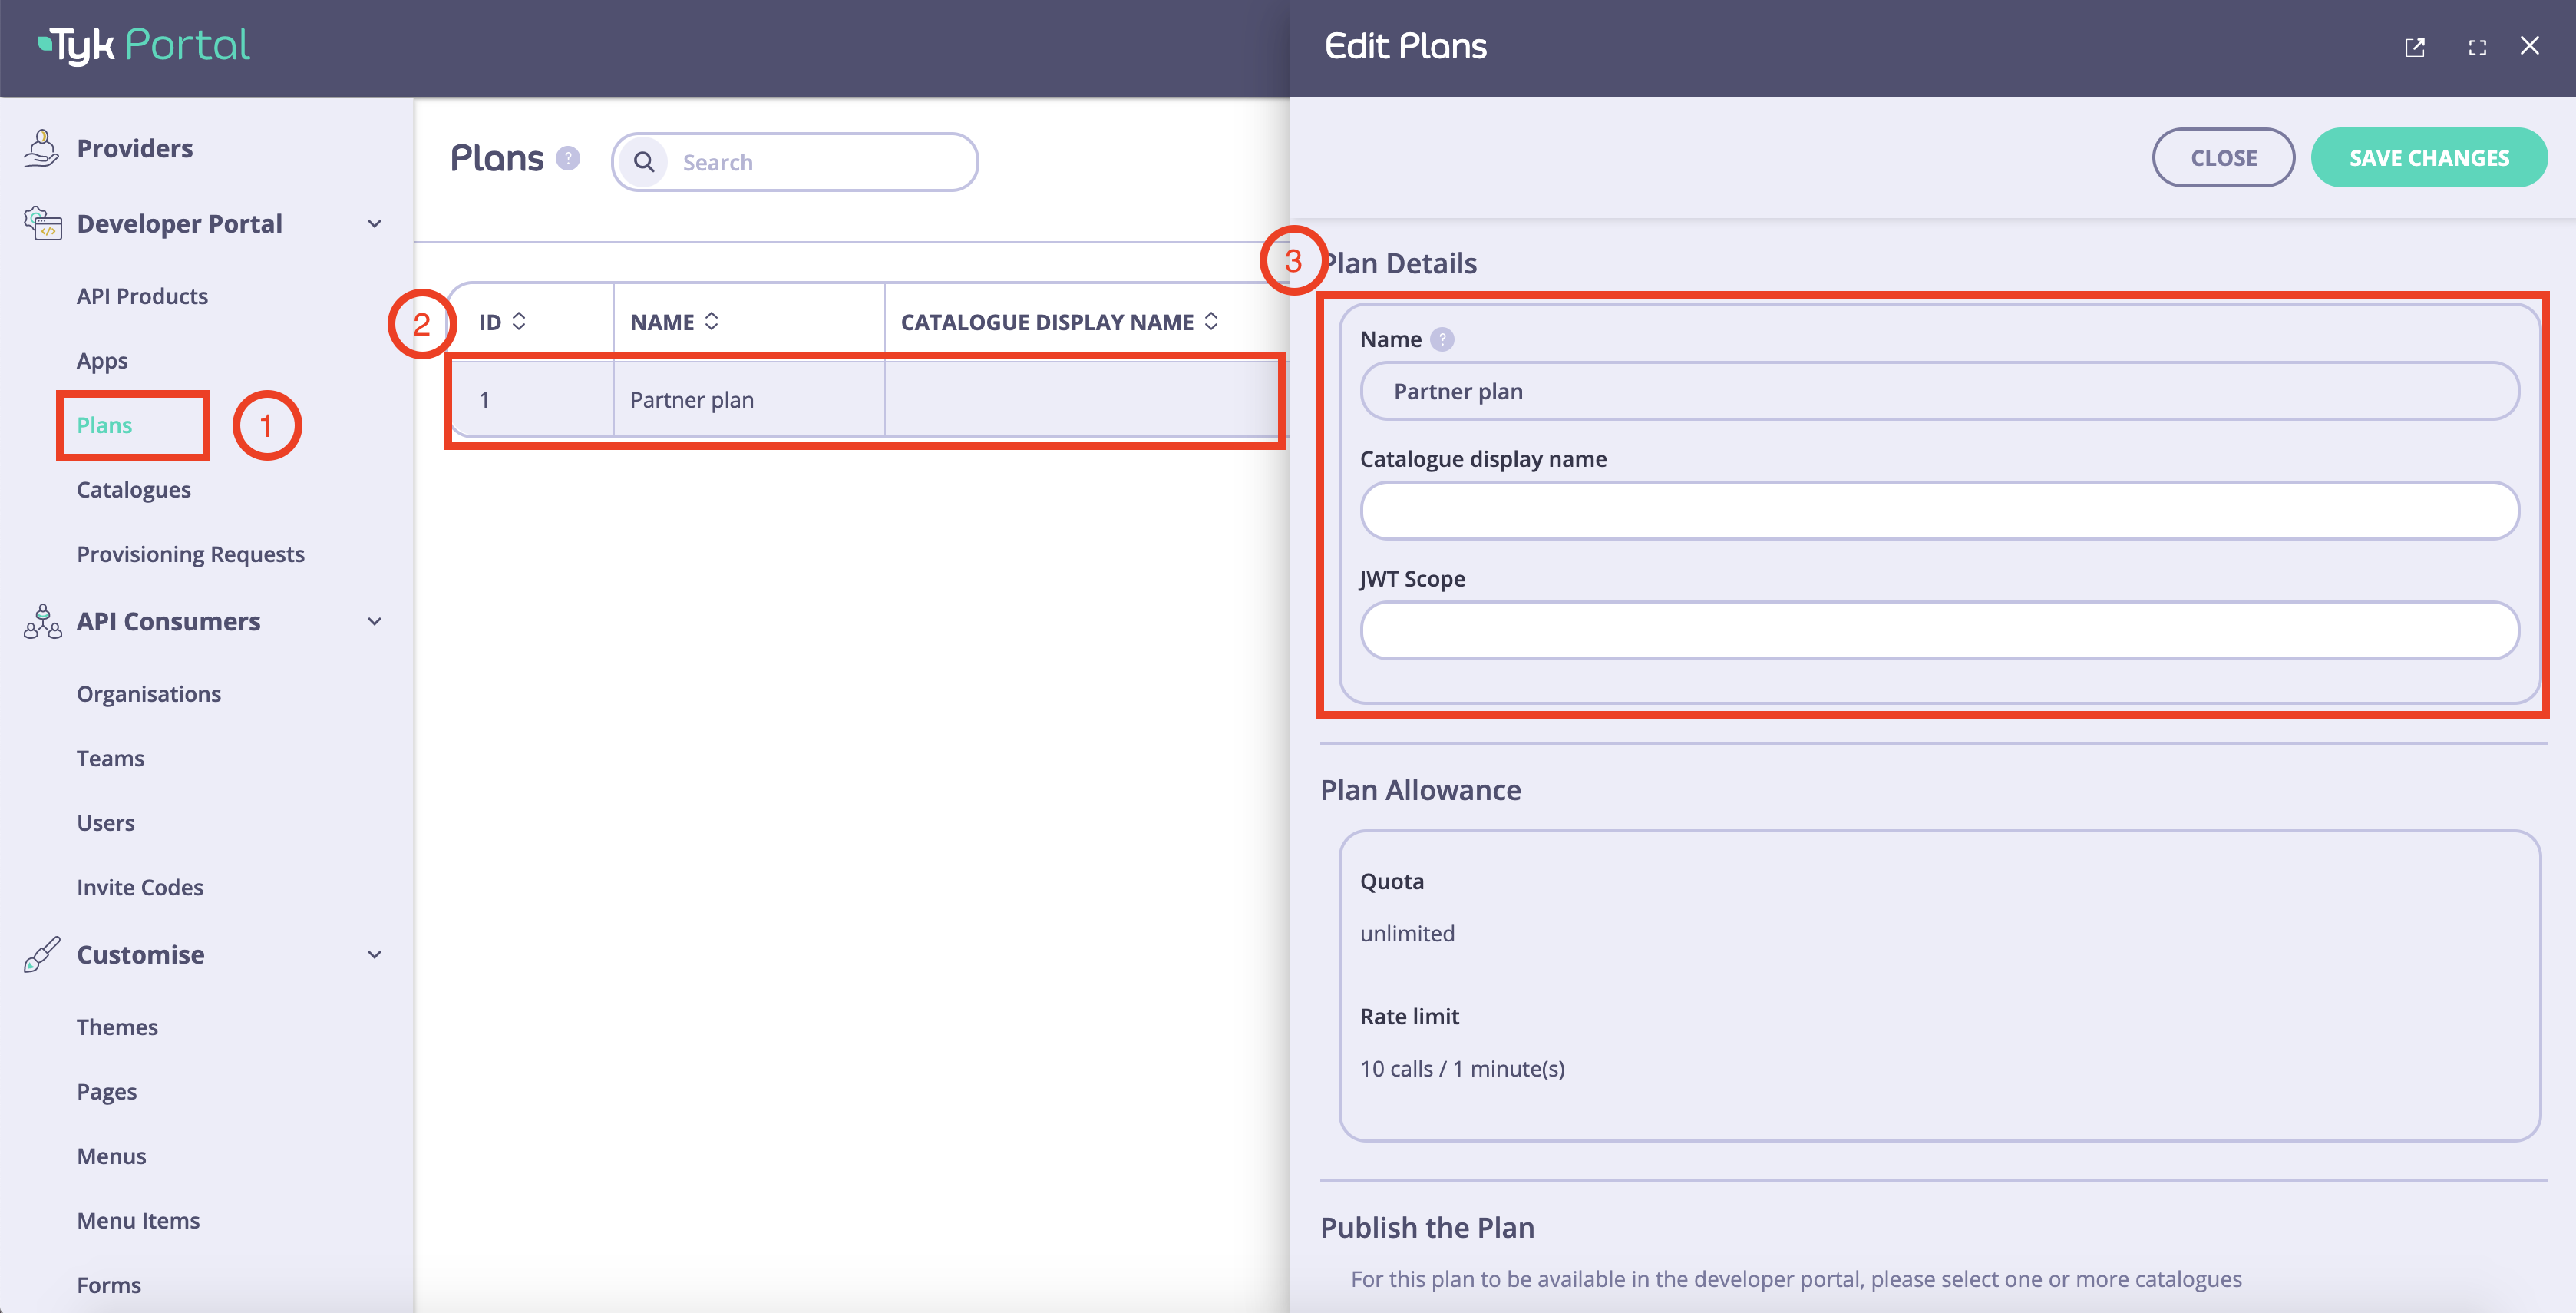 Tyk Portal
Edit Plans
Providers
Developer Portal
API Products
Apps
Plans
1
Catalogues
Provisioning Requests
API Consumers
Organisations
Teams
Users
Invite Codes
Customise
Themes
Pages
Menus
Menu Items
Forms
Plans ?
Search
2
ID NAME CATALOGUE DISPLAY NAME
1 Partner plan
CLOSE SAVE CHANGES
3
Plan Details
Name ?
Partner plan
Catalogue display name
JWT Scope
Plan Allowance
Quota
unlimited
Rate limit
10 calls / 1 minute(s)
Publish the Plan
For this plan to be available in the developer portal, please select one or more catalogues